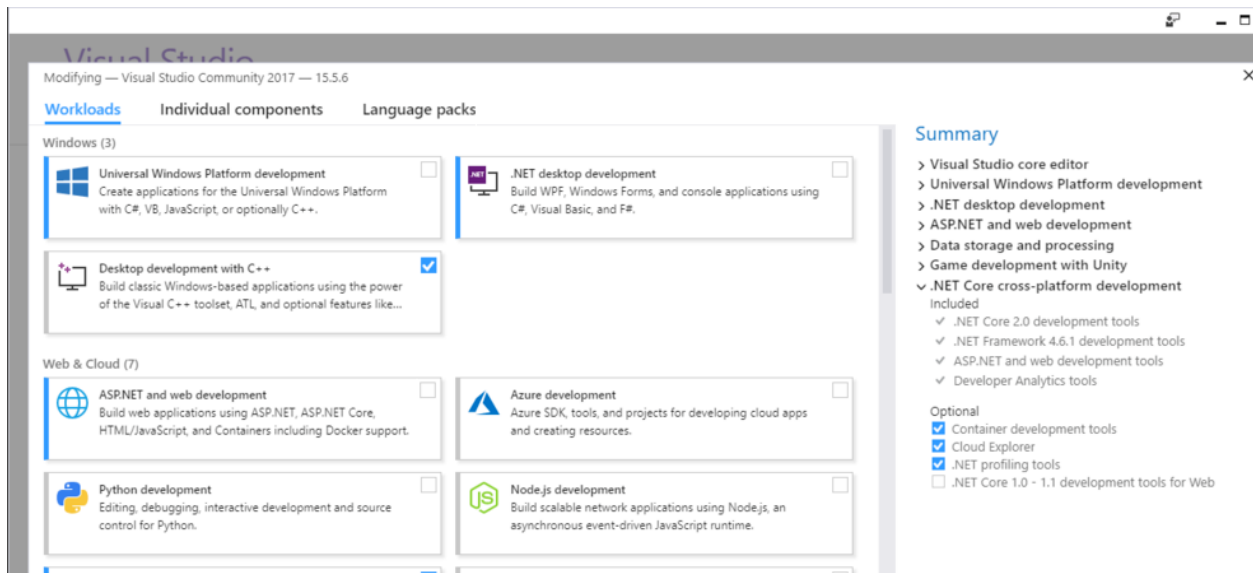 Visual Studio
Modifying — Visual Studio Community 2017 — 15.5.6
Workloads Individual components Language packs
Windows (3)
Universal Windows Platform development
Create applications for the Universal Windows Platform
with C#, VB, JavaScript, or optionally C++.
.NET
.NET desktop development
Build WPF, Windows Forms, and console applications using
C#, Visual Basic, and F#.
Desktop development with C++
Build classic Windows-based applications using the power
of the Visual C++ toolset, ATL, and optional features like...
Web & Cloud (7)
ASP.NET and web development
Build web applications using ASP.NET, ASP.NET Core,
HTML/JavaScript, and Containers including Docker support.
Azure development
Azure SDK, tools, and projects for developing cloud apps
and creating resources.
Python development
Editing, debugging, interactive development and source
control for Python.
JS
Node.js development
Build scalable network applications using Node.js, an
asynchronous event-driven JavaScript runtime.
Summary
Visual Studio core editor
Universal Windows Platform development
.NET desktop development
ASP.NET and web development
Data storage and processing
Game development with Unity
.NET Core cross-platform development
Included
.NET Core 2.0 development tools
.NET Framework 4.6.1 development tools
ASP.NET and web development tools
Developer Analytics tools
Optional
Container development tools
Cloud Explorer
.NET profiling tools
.NET Core 1.0 - 1.1 development tools for Web